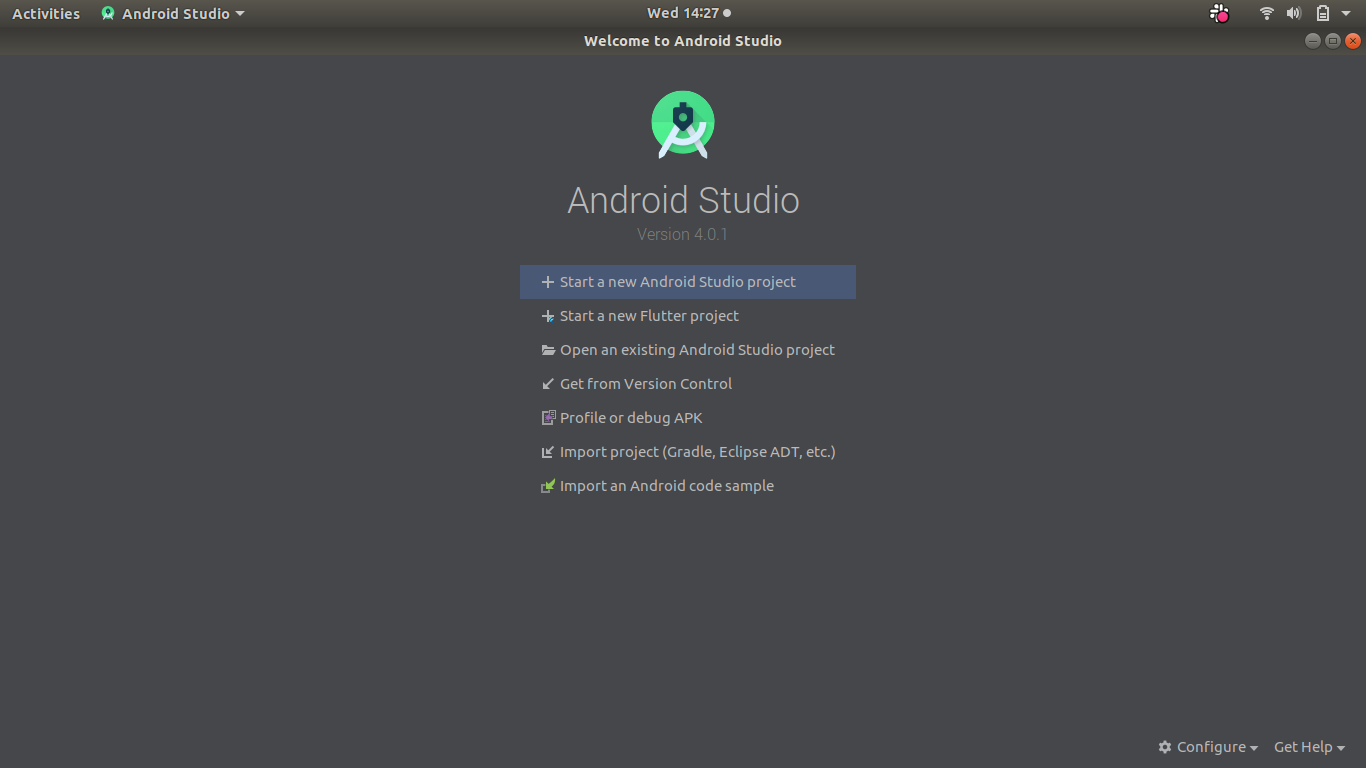 Activities Android Studio Wed 14:27
Welcome to Android Studio
Android Studio
Version 4.0.1
Start a new Android Studio project
Start a new Flutter project
Open an existing Android Studio project
Get from Version Control
Profile or debug APK
Import project (Gradle, Eclipse ADT, etc.)
Import an Android code sample
Configure Get Help